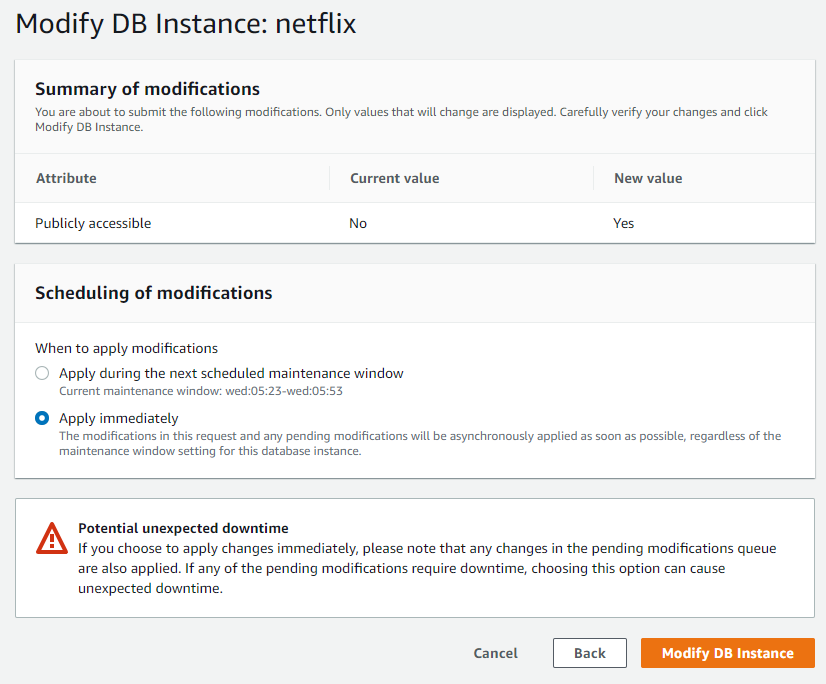 Modify DB Instance: netflix
Summary of modifications
You are about to submit the following modifications. Only values that will change are displayed. Carefully verify your changes and click
Modify DB Instance.
Attribute Current value New value
Publicly accessible No Yes
Scheduling of modifications
When to apply modifications
Apply during the next scheduled maintenance window
Current maintenance window: wed:05:23-wed:05:53
Apply immediately
The modifications in this request and any pending modifications will be asynchronously applied as soon as possible, regardless of the
maintenance window setting for this database instance.
Potential unexpected downtime
If you choose to apply changes immediately, please note that any changes in the pending modifications queue
are also applied. If any of the pending modifications require downtime, choosing this option can cause
unexpected downtime.
Cancel Back Modify DB Instance